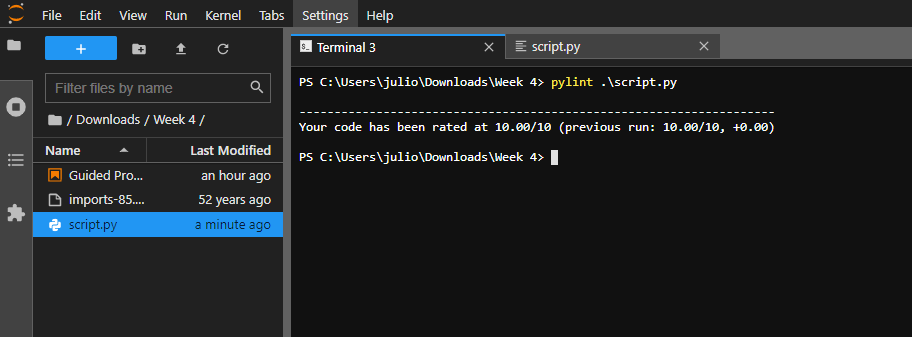 File Edit View Run Kernel Tabs Settings Help
+
Filter files by name
/ Downloads / Week 4 /
Name Last Modified
Guided Pro... an hour ago
imports-85.... 52 years ago
script.py a minute ago
Terminal 3
script.py
PS C:\Users\julio\Downloads\Week 4> pylint .\script.py
--------------------------------------------------------------------
Your code has been rated at 10.00/10 (previous run: 10.00/10, +0.00)
PS C:\Users\julio\Downloads\Week 4>